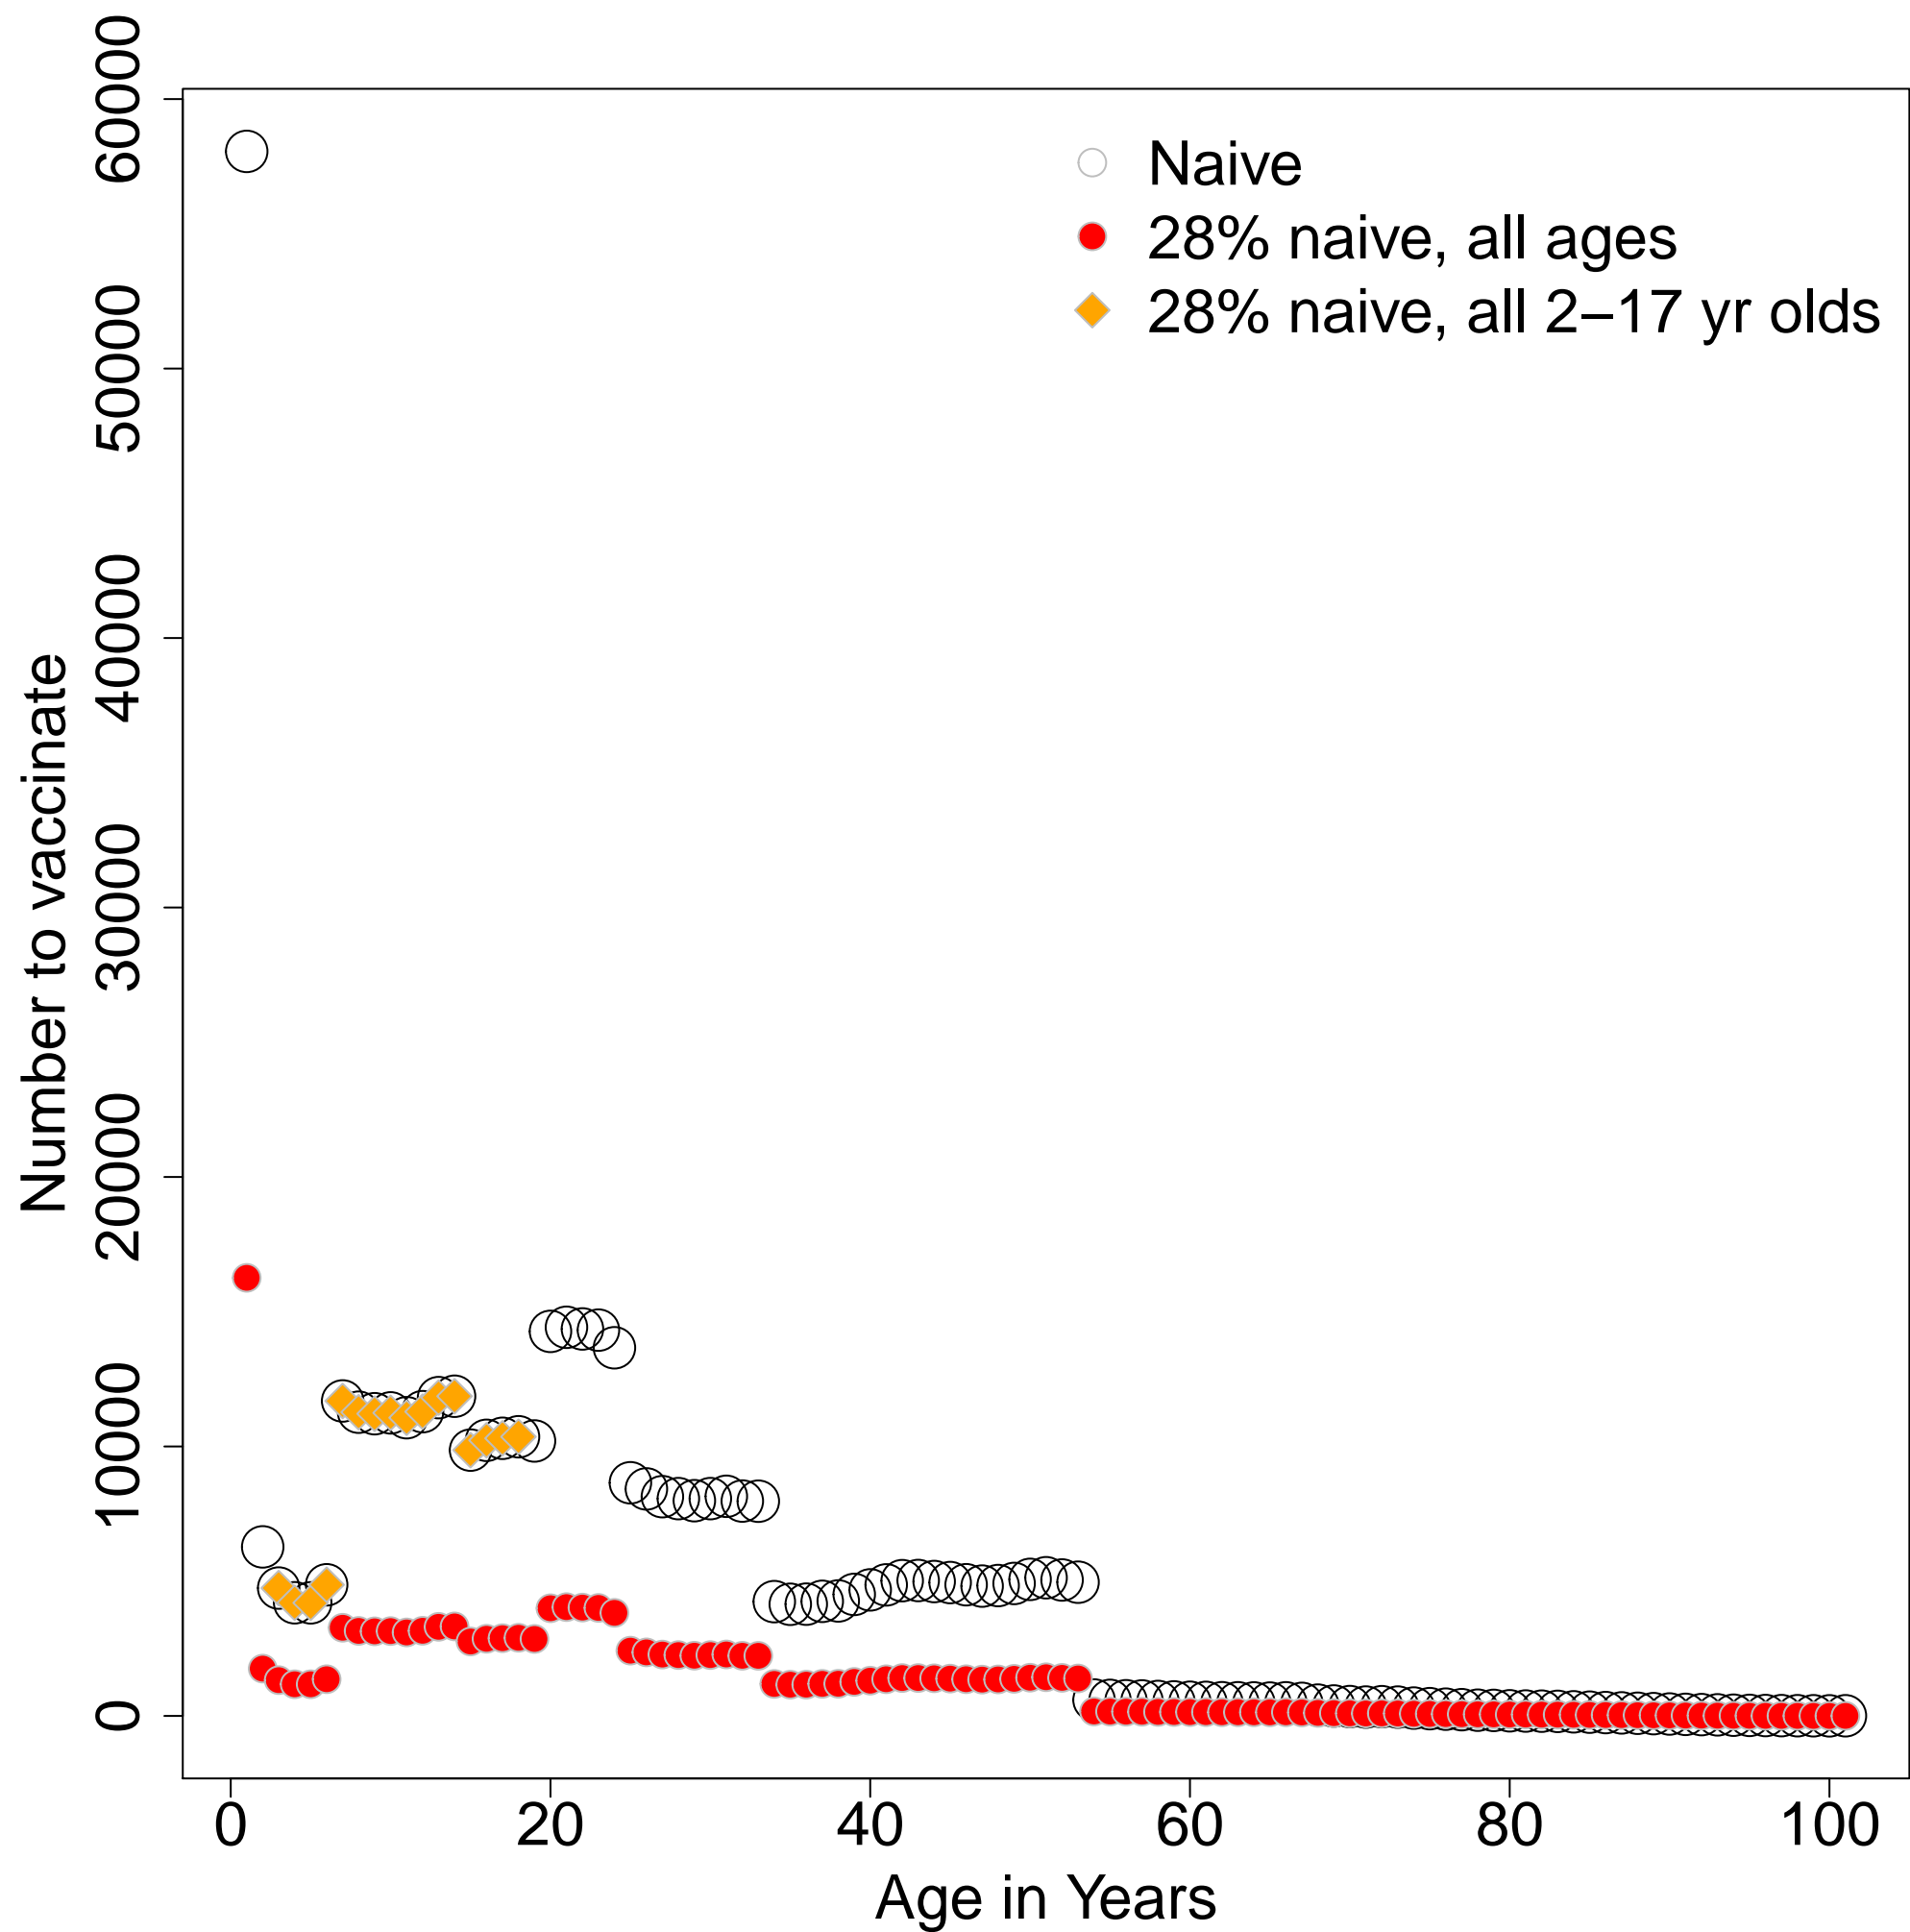 Number to vaccinate
60000
50000
40000
30000
20000
10000
0
Naive
28% naive, all ages
28% naive, all 2–17 yr olds
0 20 40 60 80 100
Age in Years